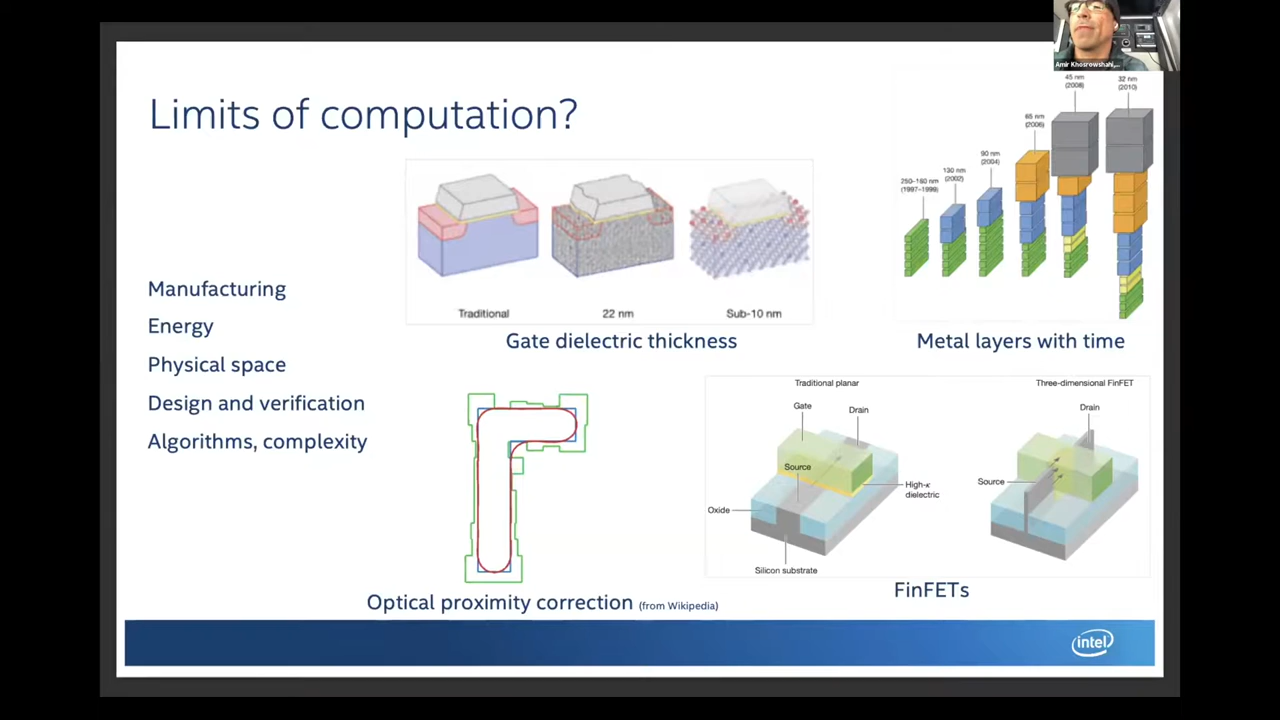 Amir Khosrowshahi,...
Limits of computation?
Manufacturing
Energy
Physical space
Design and verification
Algorithms, complexity
Traditional
22 nm
Sub-10 nm
Gate dielectric thickness
250–180 nm
(1997–1999)
130 nm
(2002)
90 nm
(2004)
65 nm
(2006)
45 nm
(2008)
32 nm
(2010)
Metal layers with time
Optical proximity correction (from Wikipedia)
Traditional planar
Gate
Drain
Source
High-κ
dielectric
Oxide
Silicon substrate
Three-dimensional FinFET
Drain
Source
FinFETs
intel